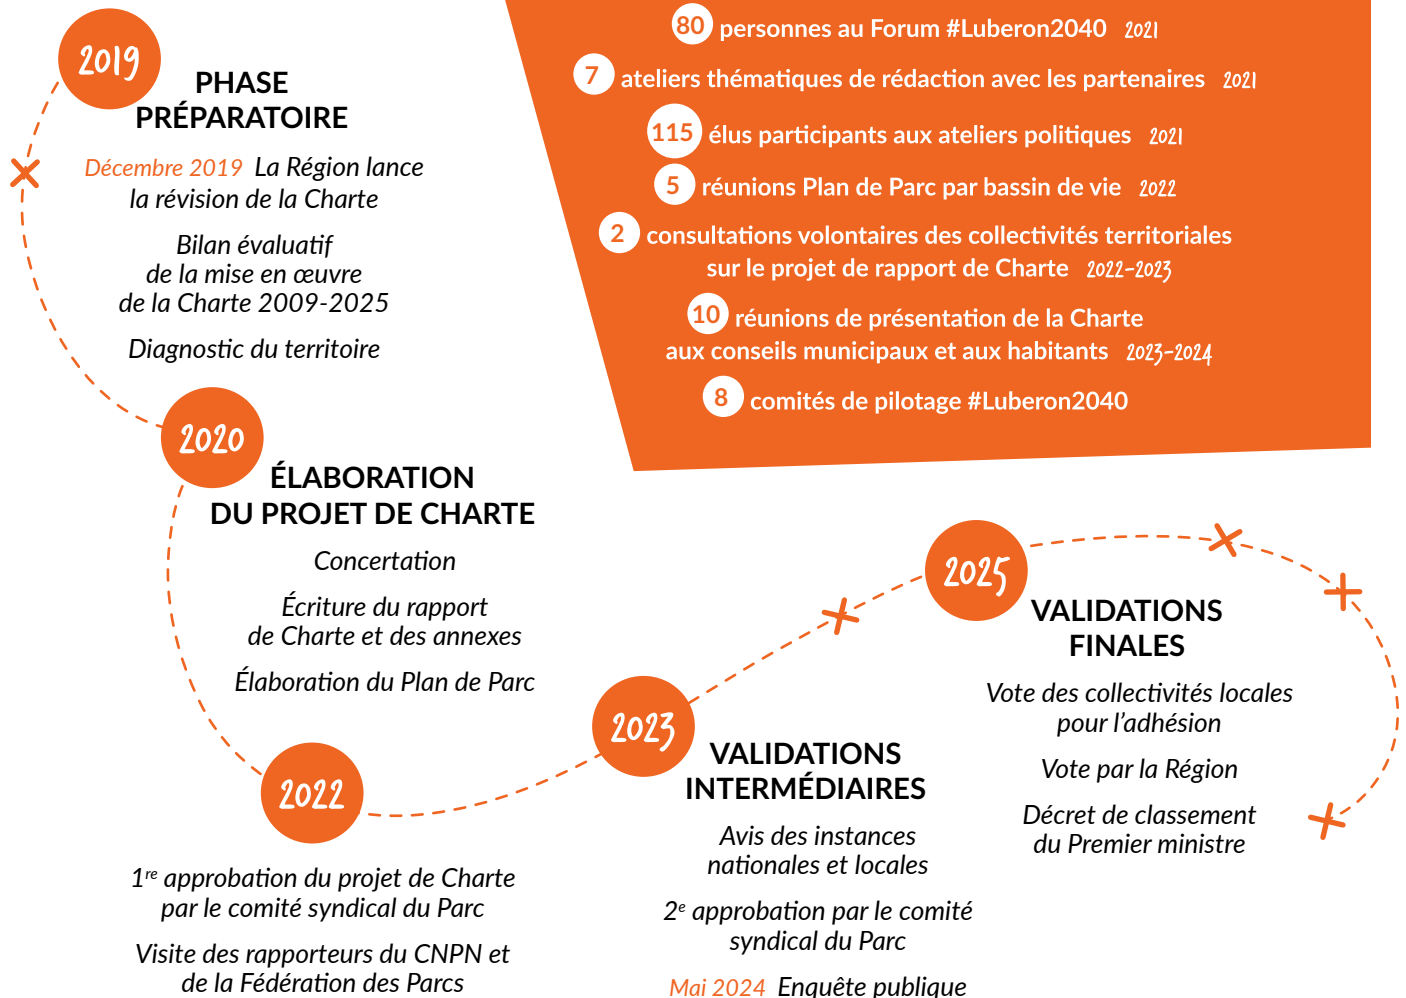 2019
PHASE
PRÉPARATOIRE
Décembre 2019 La Région lance
la révision de la Charte
Bilan évaluatif
de la mise en œuvre
de la Charte 2009-2025
Diagnostic du territoire
80 personnes au Forum #Luberon2040 2021
7 ateliers thématiques de rédaction avec les partenaires 2021
115 élus participants aux ateliers politiques 2021
5 réunions Plan de Parc par bassin de vie 2022
2 consultations volontaires des collectivités territoriales
sur le projet de rapport de Charte 2022-2023
10 réunions de présentation de la Charte
aux conseils municipaux et aux habitants 2023-2024
8 comités de pilotage #Luberon2040
2020
ÉLABORATION
DU PROJET DE CHARTE
Concertation
Écriture du rapport
de Charte et des annexes
Élaboration du Plan de Parc
2022
1re approbation du projet de Charte
par le comité syndical du Parc
Visite des rapporteurs du CNPN et
de la Fédération des Parcs
2023
VALIDATIONS
INTERMÉDIAIRES
Avis des instances
nationales et locales
2e approbation par le comité
syndical du Parc
Mai 2024 Enquête publique
2025
VALIDATIONS
FINALES
Vote des collectivités locales
pour l’adhésion
Vote par la Région
Décret de classement
du Premier ministre